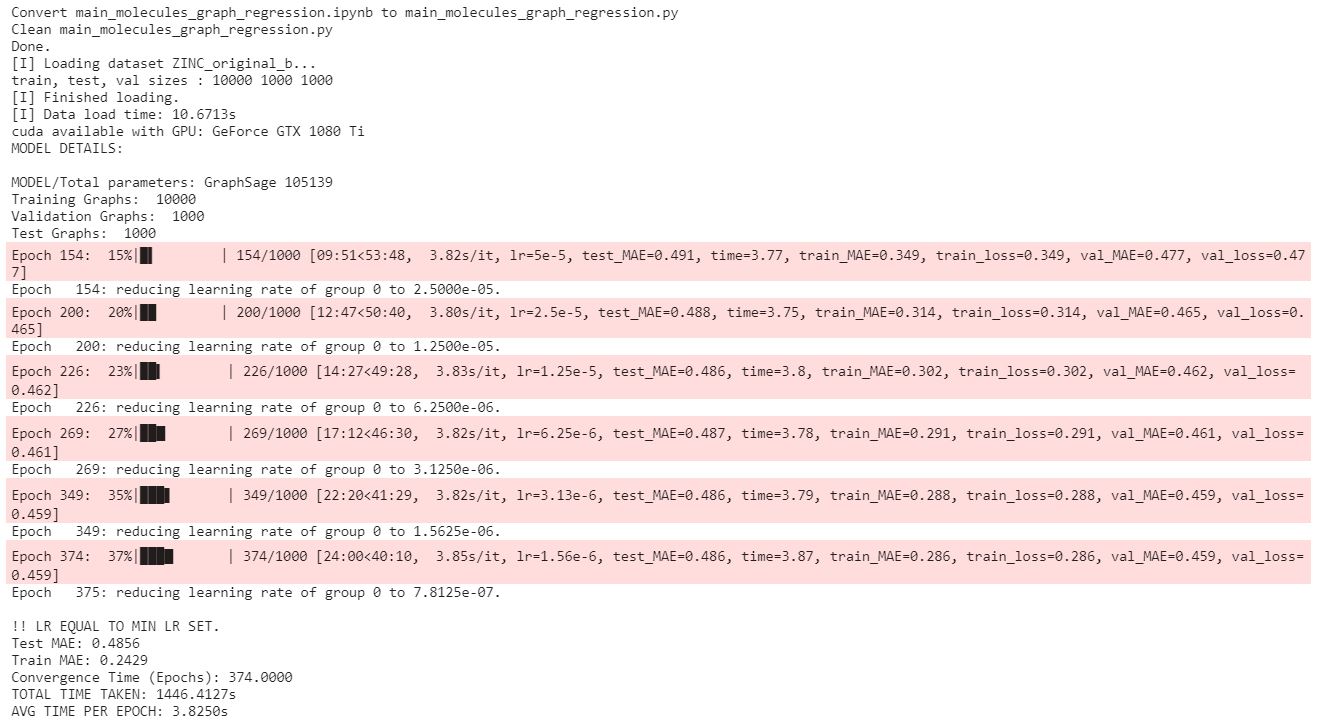 Convert main_molecules_graph_regression.ipynb to main_molecules_graph_regression.py
Clean main_molecules_graph_regression.py
Done.
[I] Loading dataset ZINC_original_b...
train, test, val sizes : 10000 1000 1000
[I] Finished loading.
[I] Data load time: 10.6713s
cuda available with GPU: GeForce GTX 1080 Ti
MODEL DETAILS:
MODEL/Total parameters: GraphSage 105139
Training Graphs:  10000
Validation Graphs:  1000
Test Graphs:  1000
Epoch 154:  15%|█▌        | 154/1000 [09:51<53:48,  3.82s/it, lr=5e-5, test_MAE=0.491, time=3.77, train_MAE=0.349, train_loss=0.349, val_MAE=0.477, val_loss=0.47
7]
Epoch   154: reducing learning rate of group 0 to 2.5000e-05.
Epoch 200:  20%|██        | 200/1000 [12:47<50:40,  3.80s/it, lr=2.5e-5, test_MAE=0.488, time=3.75, train_MAE=0.314, train_loss=0.314, val_MAE=0.465, val_loss=0.
465]
Epoch   200: reducing learning rate of group 0 to 1.2500e-05.
Epoch 226:  23%|██▎       | 226/1000 [14:27<49:28,  3.83s/it, lr=1.25e-5, test_MAE=0.486, time=3.8, train_MAE=0.302, train_loss=0.302, val_MAE=0.462, val_loss=
0.462]
Epoch   226: reducing learning rate of group 0 to 6.2500e-06.
Epoch 269:  27%|██▋       | 269/1000 [17:12<46:30,  3.82s/it, lr=6.25e-6, test_MAE=0.487, time=3.78, train_MAE=0.291, train_loss=0.291, val_MAE=0.461, val_loss=
0.461]
Epoch   269: reducing learning rate of group 0 to 3.1250e-06.
Epoch 349:  35%|███▍      | 349/1000 [22:20<41:29,  3.82s/it, lr=3.13e-6, test_MAE=0.486, time=3.79, train_MAE=0.288, train_loss=0.288, val_MAE=0.459, val_loss=
0.459]
Epoch   349: reducing learning rate of group 0 to 1.5625e-06.
Epoch 374:  37%|███▋      | 374/1000 [24:00<40:10,  3.85s/it, lr=1.56e-6, test_MAE=0.486, time=3.87, train_MAE=0.286, train_loss=0.286, val_MAE=0.459, val_loss=
0.459]
Epoch   375: reducing learning rate of group 0 to 7.8125e-07.
!! LR EQUAL TO MIN LR SET.
Test MAE: 0.4856
Train MAE: 0.2429
Convergence Time (Epochs): 374.0000
TOTAL TIME TAKEN: 1446.4127s
AVG TIME PER EPOCH: 3.8250s